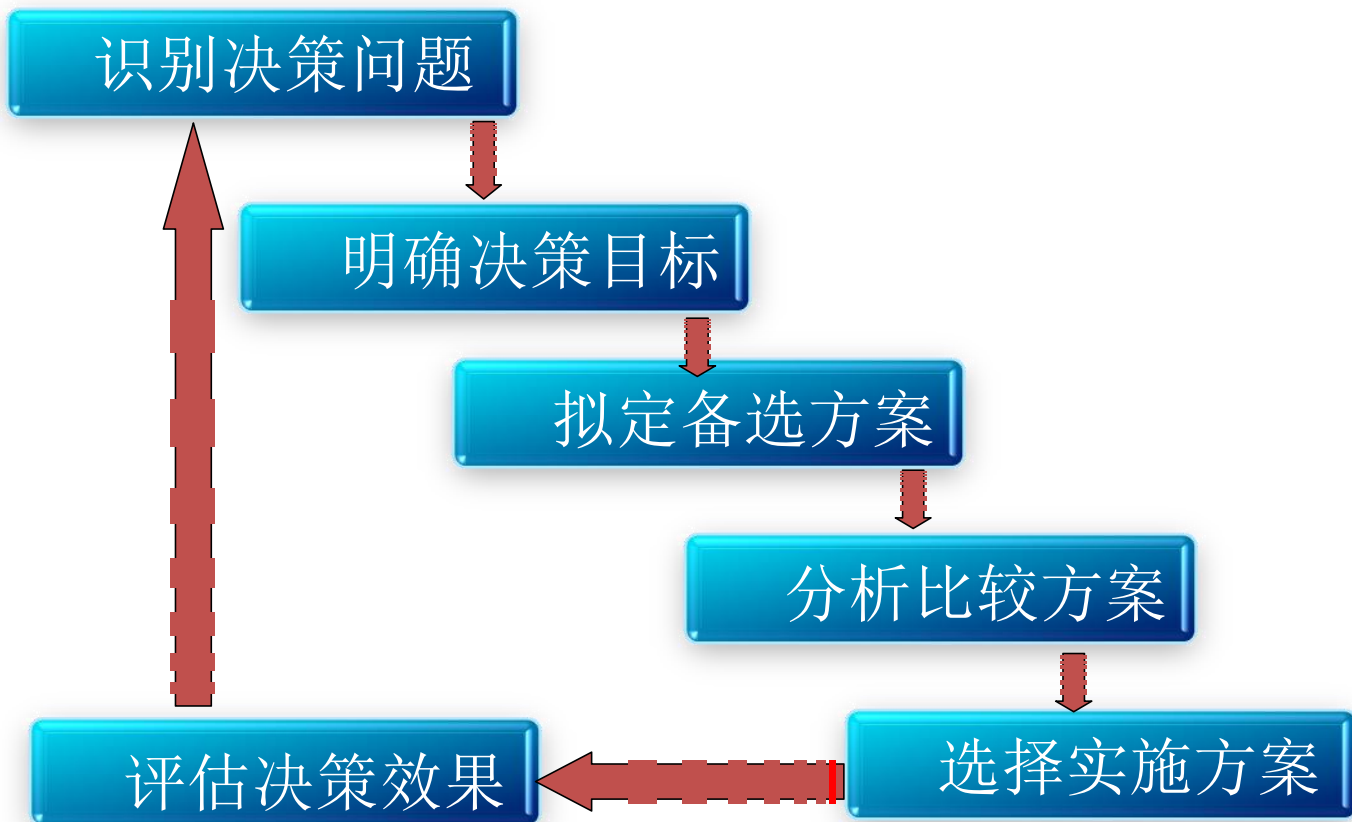 识别决策问题
明确决策目标
拟定备选方案
分析比较方案
选择实施方案
评估决策效果